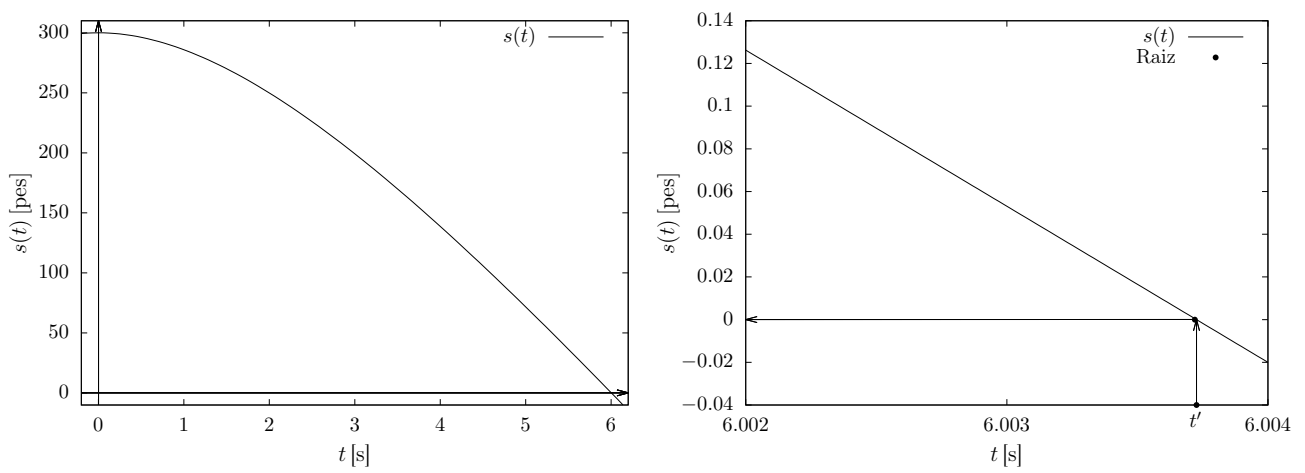 300
250
200
150
100
50
0
s(t) [pes]
s(t)
0 1 2 3 4 5 6
t [s]
0.14
0.12
0.1
0.08
0.06
0.04
0.02
0
−0.02
−0.04
s(t) [pes]
s(t)
Raiz
6.002 6.003 t′ 6.004
t [s]